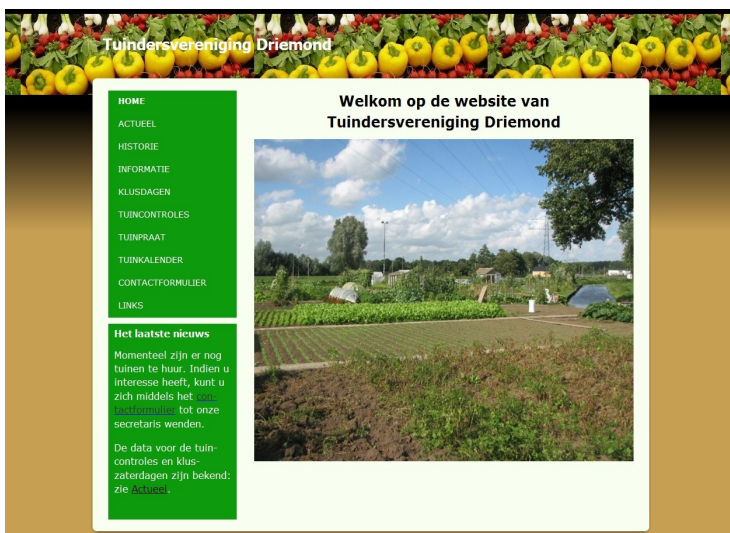 Tuindersvereniging Driemond
HOME
ACTUEEL
HISTORIE
INFORMATIE
KLUSDAGEN
TUINCONTROLES
TUINPRAAT
TUINKALENDER
CONTACTFORMULIER
LINKS
Het laatste nieuws
Momenteel zijn er nog
tuinen te huur. Indien u
interesse heeft, kunt u
zich middels het con-
tactformulier tot onze
secretaris wenden.
De data voor de tuin-
controles en klus-
zaterdagen zijn bekend:
zie Actueel.
Welkom op de website van
Tuindersvereniging Driemond